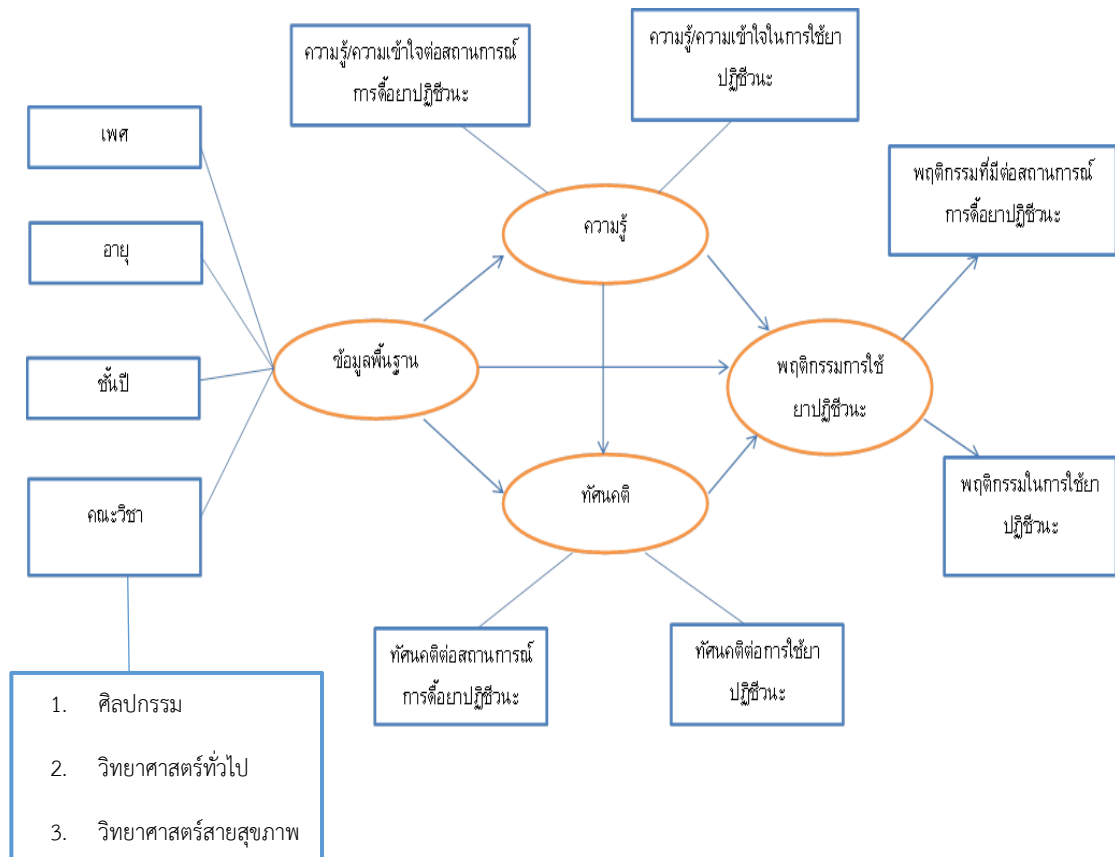 ความรู้/ความเข้าใจต่อสถานการณ์
การดื้อยาปฏิชีวนะ
ความรู้/ความเข้าใจในการใช้ยา
ปฏิชีวนะ
เพศ
อายุ
ชั้นปี
คณะวิชา
ข้อมูลพื้นฐาน
ความรู้
ทัศนคติ
พฤติกรรมการใช้
ยาปฏิชีวนะ
พฤติกรรมที่มีต่อสถานการณ์
การดื้อยาปฏิชีวนะ
พฤติกรรมในการใช้ยา
ปฏิชีวนะ
ทัศนคติต่อสถานการณ์
การดื้อยาปฏิชีวนะ
ทัศนคติต่อการใช้ยา
ปฏิชีวนะ
1. ศิลปกรรม
2. วิทยาศาสตร์ทั่วไป
3. วิทยาศาสตร์สายสุขภาพ